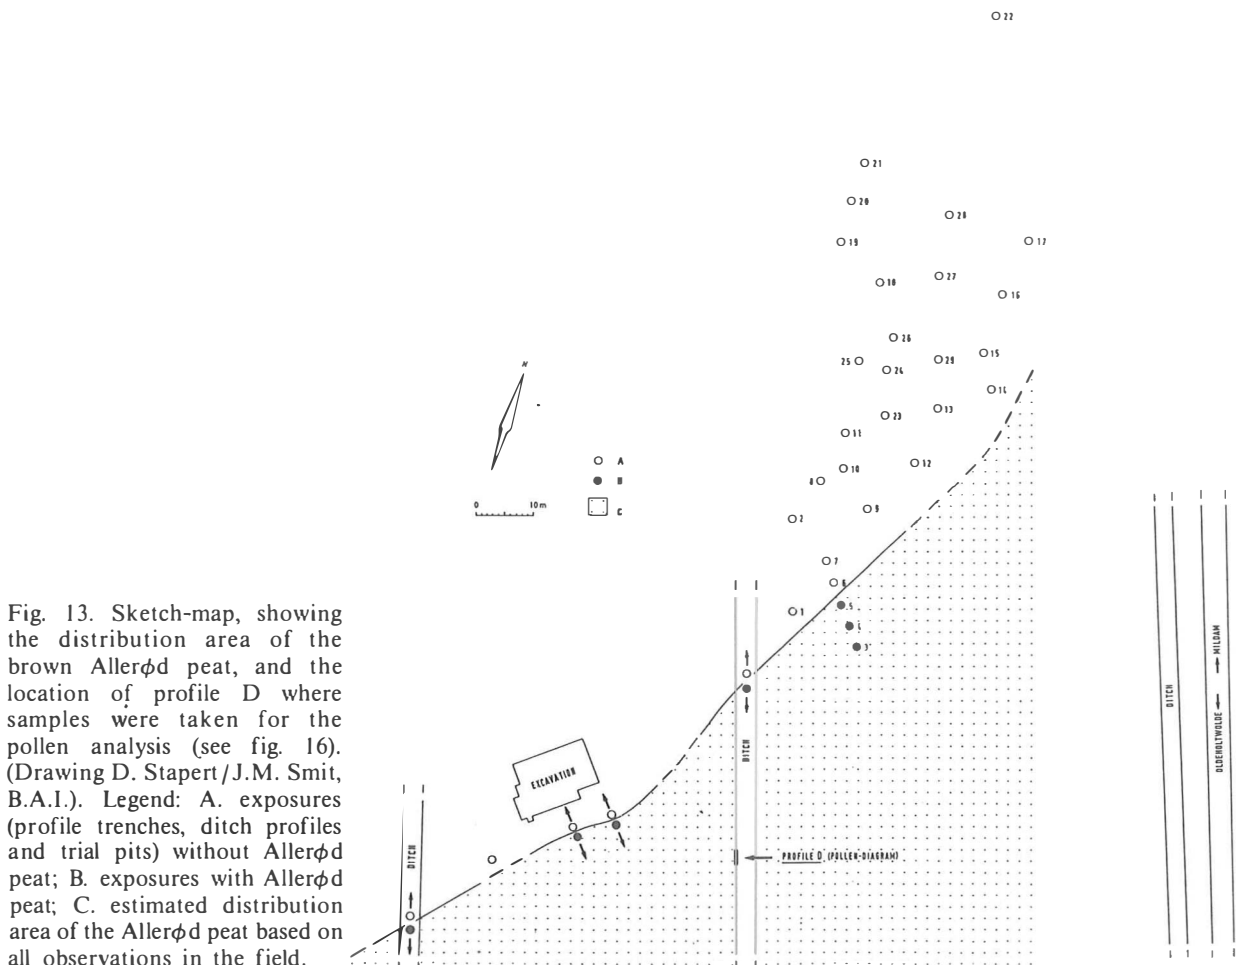 22
21
20
28
19
17
18
27
16
26
25
29
15
24
14
N
23
13
11
A
10
12
8
B
0 10m
C
9
2
7
6
1
5
4
3
Fig. 13. Sketch-map, showing
the distribution area of the
brown Allerϕd peat, and the
location of profile D where
samples were taken for the
pollen analysis (see fig. 16).
(Drawing D. Stapert/J.M. Smit,
B.A.I.). Legend: A. exposures
(profile trenches, ditch profiles
and trial pits) without Allerϕd
peat; B. exposures with Allerϕd
peat; C. estimated distribution
area of the Allerϕd peat based on
all observations in the field.
EXCAVATION
DITCH
DITCH
PROFILE D (POLLEN-DIAGRAM)
DITCH
OLDEHOLTWOLDE ← → MILDAM